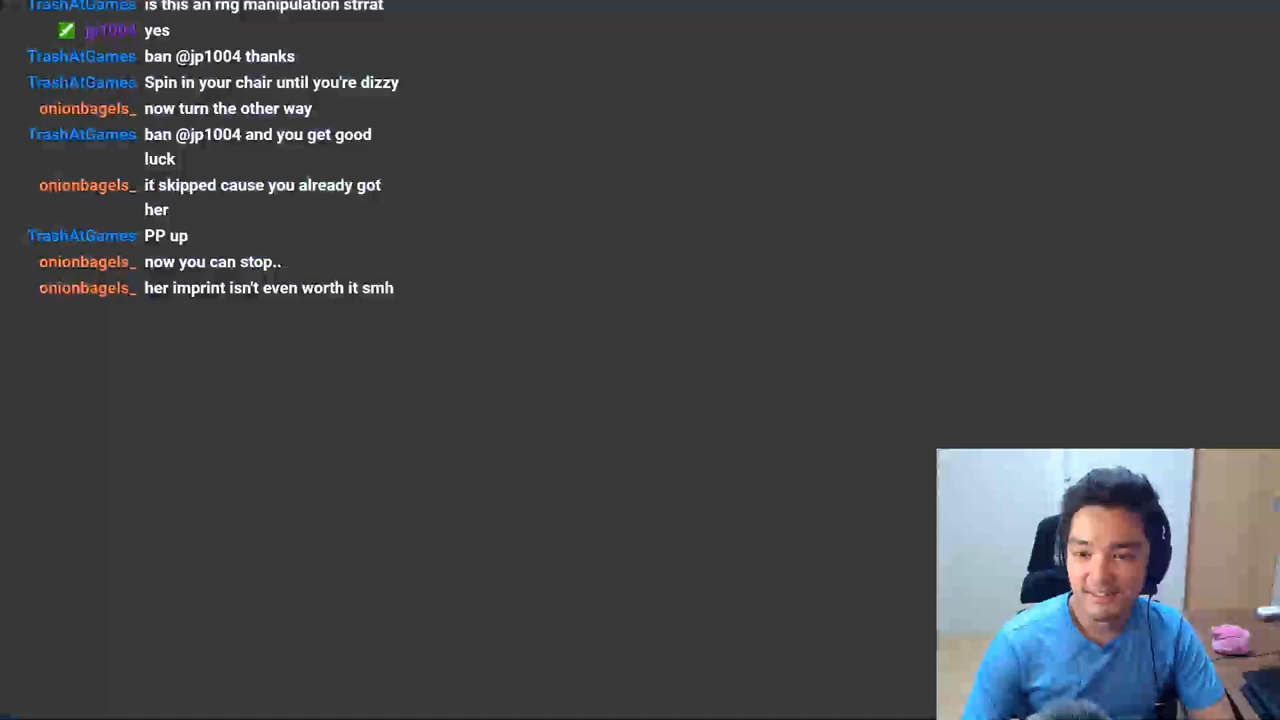 TrashAtGames is this an rng manipulation strrat
jp1004 yes
TrashAtGames ban @jp1004 thanks
TrashAtGames Spin in your chair until you're dizzy
onionbagels_ now turn the other way
TrashAtGames ban @jp1004 and you get good
luck
onionbagels_ it skipped cause you already got
her
TrashAtGames PP up
onionbagels_ now you can stop..
onionbagels_ her imprint isn't even worth it smh